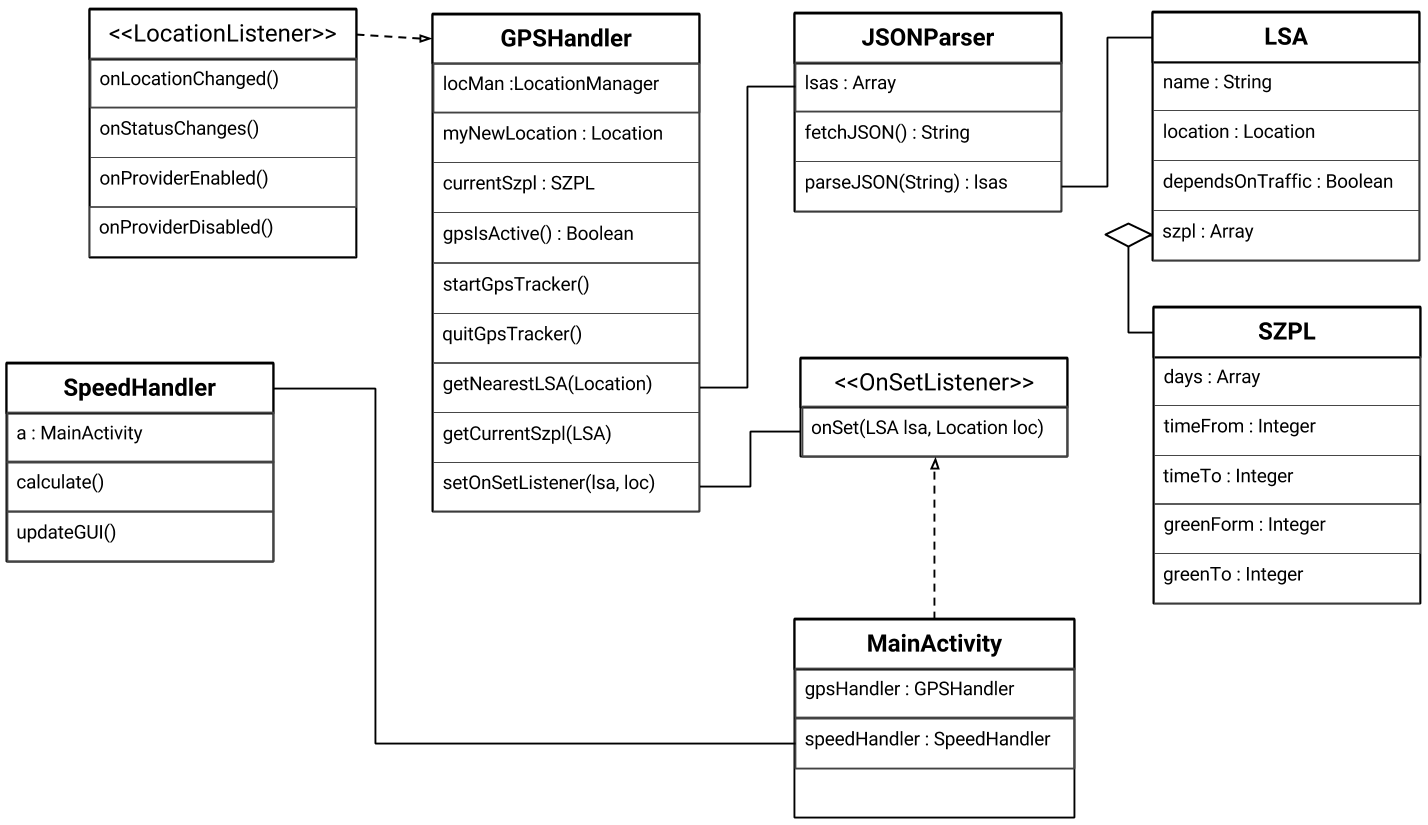 <<LocationListener>>
onLocationChanged()
onStatusChanges()
onProviderEnabled()
onProviderDisabled()
GPSHandler
locMan :LocationManager
myNewLocation : Location
currentSzpl : SZPL
gpsIsActive() : Boolean
startGpsTracker()
quitGpsTracker()
getNearestLSA(Location)
getCurrentSzpl(LSA)
setOnSetListener(lsa, loc)
JSONParser
lsas : Array
fetchJSON() : String
parseJSON(String) : lsas
LSA
name : String
location : Location
dependsOnTraffic : Boolean
szpl : Array
SZPL
days : Array
timeFrom : Integer
timeTo : Integer
greenForm : Integer
greenTo : Integer
SpeedHandler
a : MainActivity
calculate()
updateGUI()
<<OnSetListener>>
onSet(LSA lsa, Location loc)
MainActivity
gpsHandler : GPSHandler
speedHandler : SpeedHandler